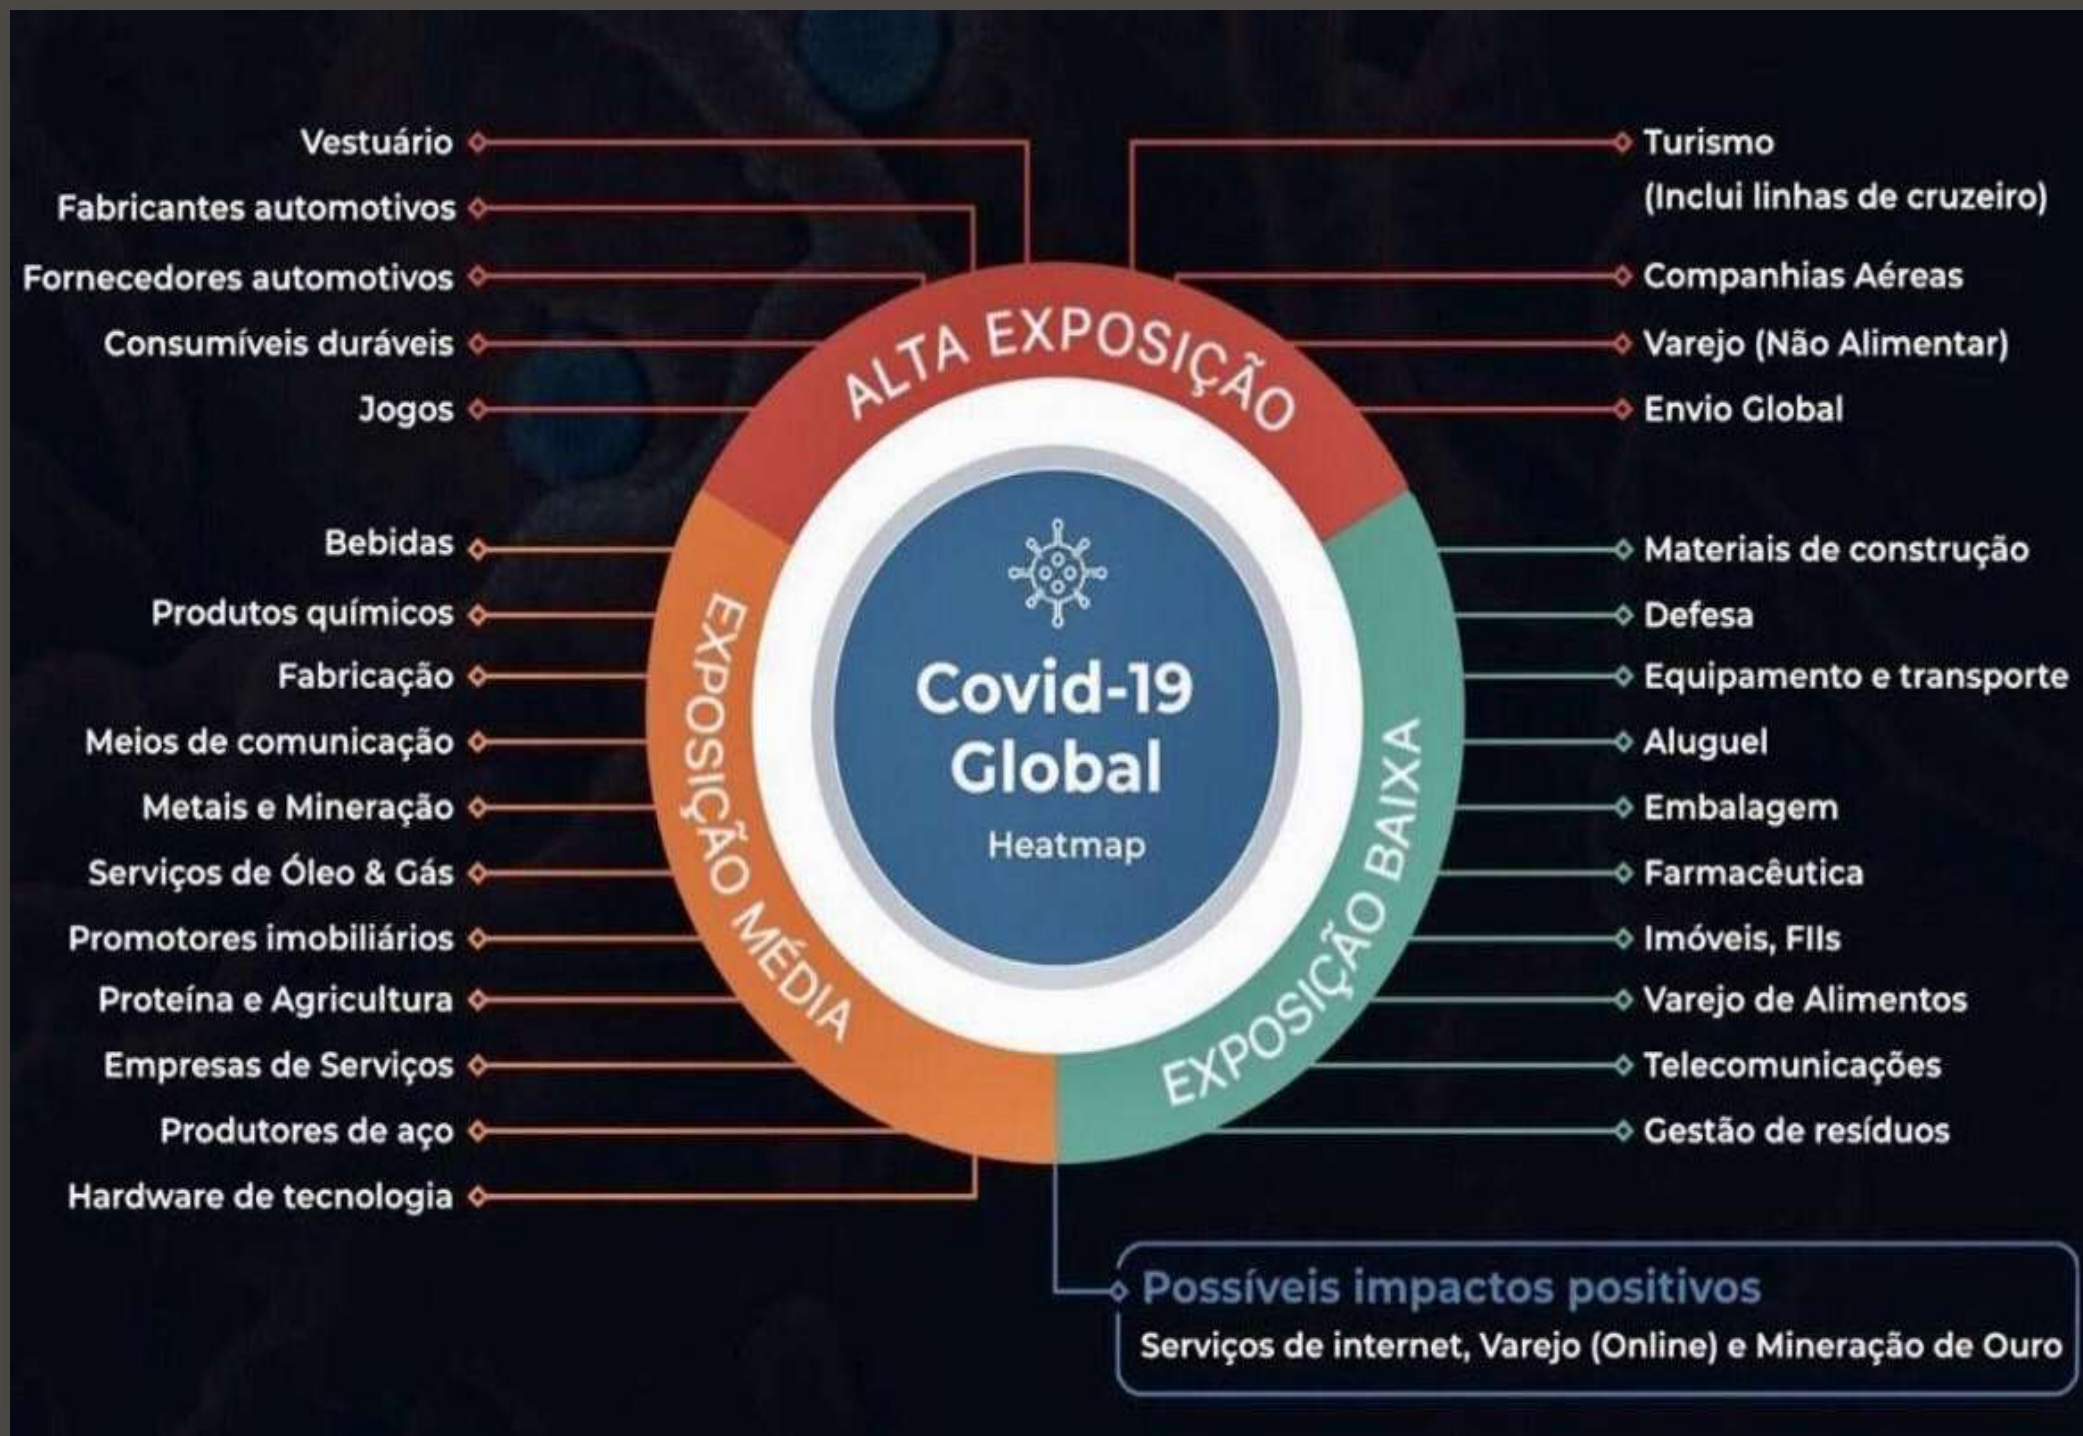 Vestuário
Fabricantes automotivos
Fornecedores automotivos
Consumíveis duráveis
Jogos
Turismo
(Inclui linhas de cruzeiro)
Companhias Aéreas
Varejo (Não Alimentar)
Envio Global
ALTA EXPOSIÇÃO
Bebidas
Produtos químicos
Fabricação
Meios de comunicação
Metais e Mineração
Serviços de Óleo & Gás
Promotores imobiliários
Proteína e Agricultura
Empresas de Serviços
Produtores de aço
Hardware de tecnologia
EXPOSIÇÃO MÉDIA
Covid-19
Global
Heatmap
EXPOSIÇÃO BAIXA
Materiais de construção
Defesa
Equipamento e transporte
Aluguel
Embalagem
Farmacêutica
Imóveis, FIIs
Varejo de Alimentos
Telecomunicações
Gestão de resíduos
Possíveis impactos positivos
Serviços de internet, Varejo (Online) e Mineração de Ouro